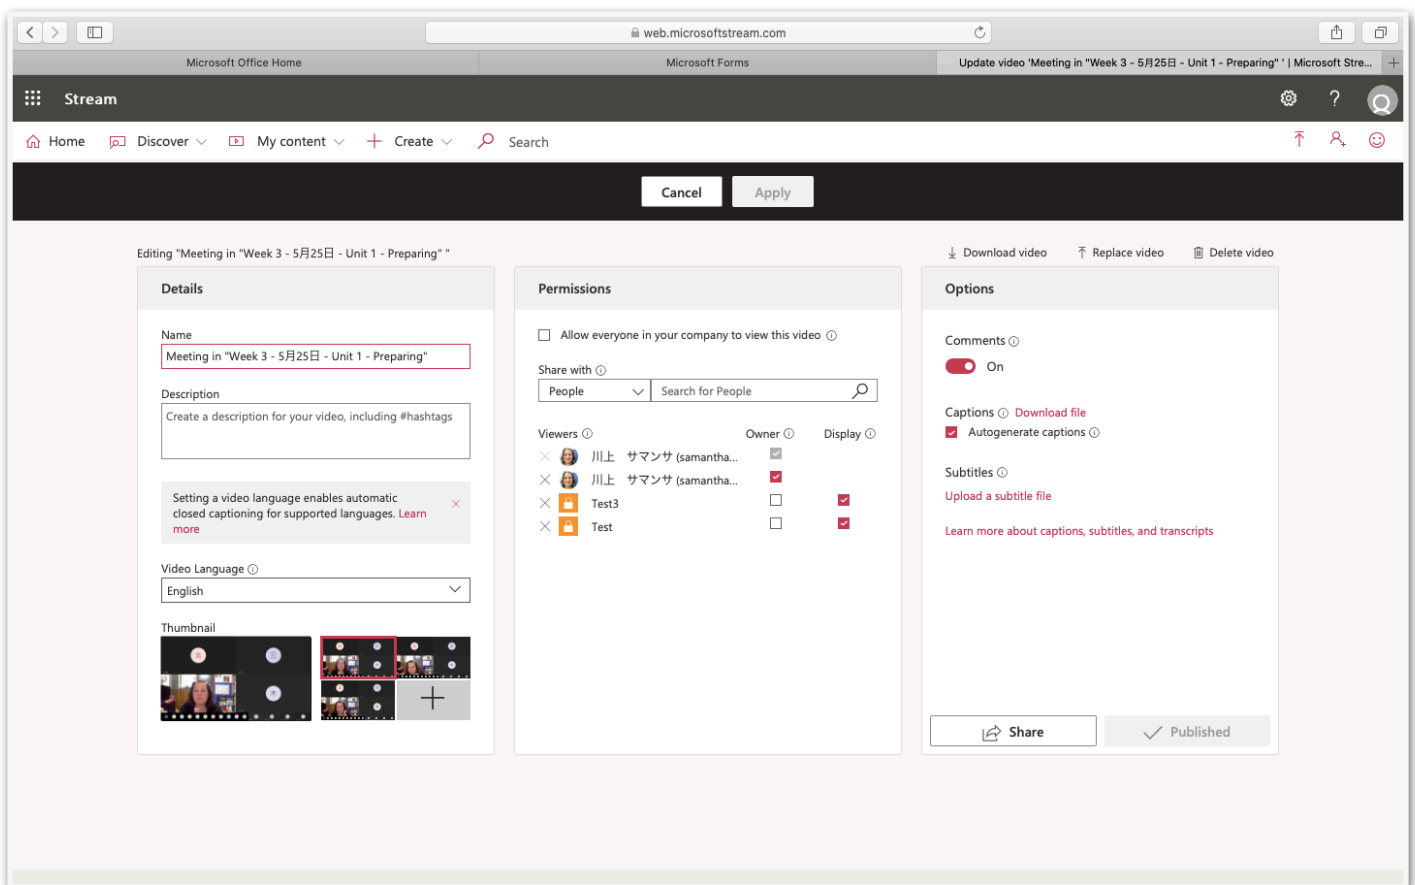 web.microsoftstream.com
Microsoft Office Home
Microsoft Forms
Update video 'Meeting in "Week 3 - 5月25日 - Unit 1 - Preparing" ' | Microsoft Stre...
Stream
?
Home
Discover
My content
Create
Search
Cancel
Apply
Editing "Meeting in "Week 3 - 5月25日 - Unit 1 - Preparing" "
Download video
Replace video
Delete video
Details
Name
Meeting in "Week 3 - 5月25日 - Unit 1 - Preparing"
Description
Create a description for your video, including #hashtags
Setting a video language enables automatic
closed captioning for supported languages. Learn
more
Video Language
English
Thumbnail
Permissions
Allow everyone in your company to view this video
Share with
People
Search for People
Viewers
Owner
Display
川上 サマンサ (samantha...
川上 サマンサ (samantha...
Test3
Test
Options
Comments
On
Captions
Download file
Autogenerate captions
Subtitles
Upload a subtitle file
Learn more about captions, subtitles, and transcripts
Share
Published